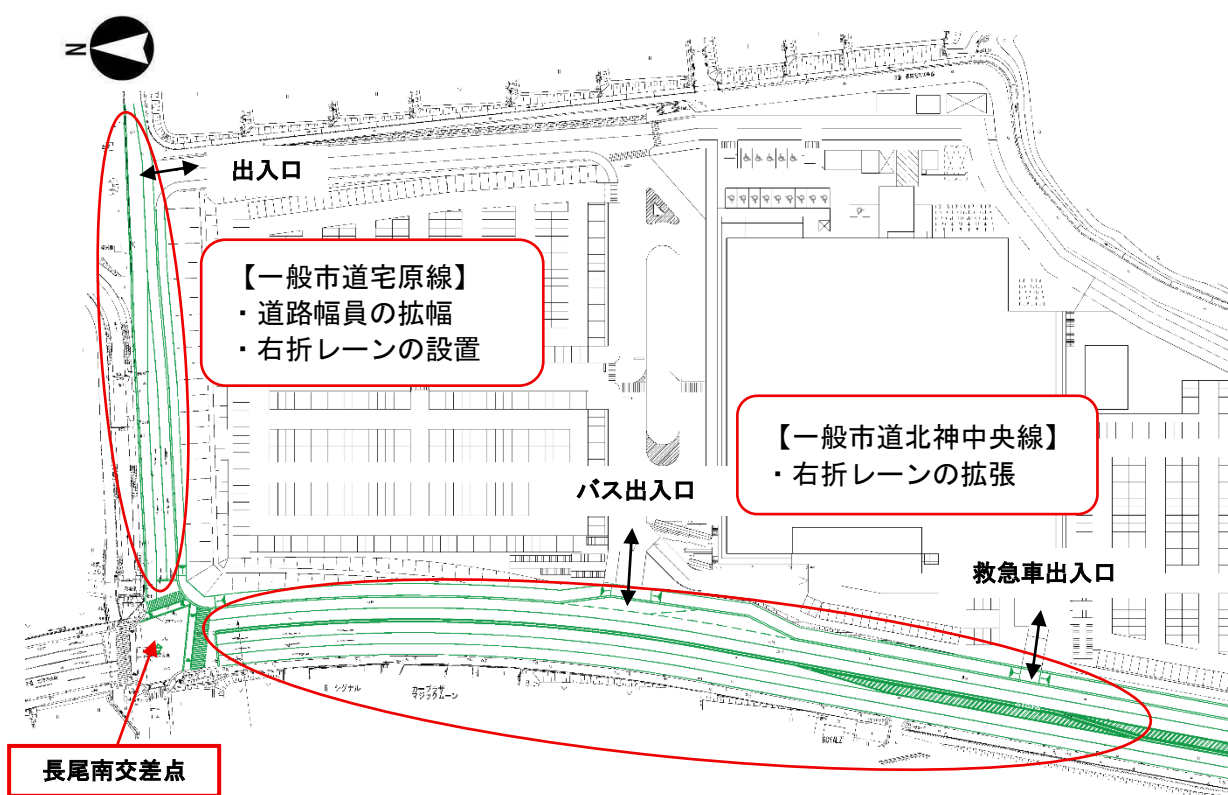 N
出入口
【一般市道宅原線】
・道路幅員の拡幅
・右折レーンの設置
【一般市道北神中央線】
・右折レーンの拡張
バス出入口
救急車出入口
長尾南交差点